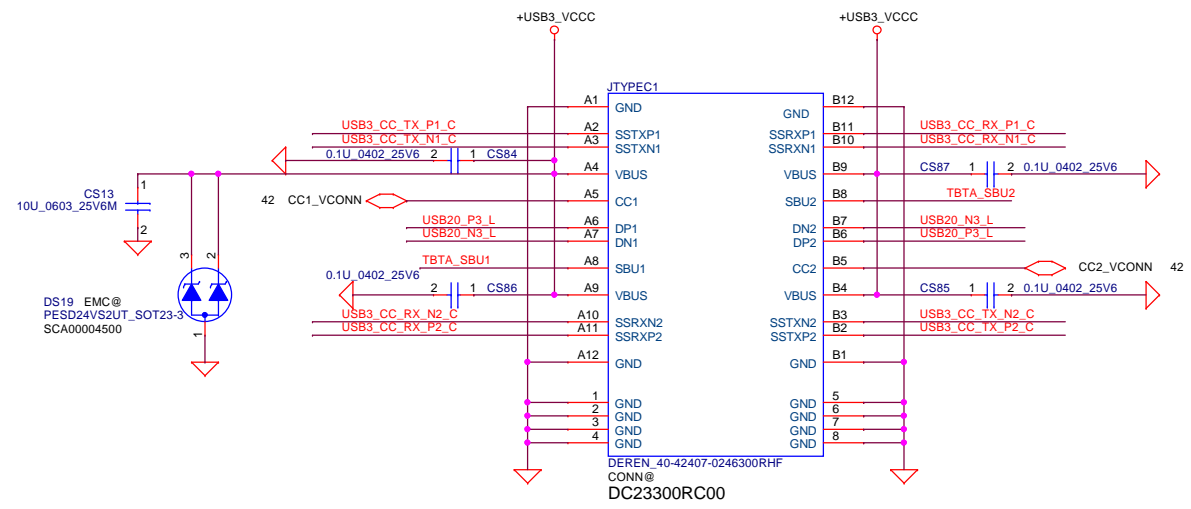 +USB3_VCCC +USB3_VCCC
JTYPEC1
A1 GND GND B12
USB3_CC_TX_P1_C A2 SSTXP1 SSRXP1 B11 USB3_CC_RX_P1_C
USB3_CC_TX_N1_C A3 SSTXN1 SSRXN1 B10 USB3_CC_RX_N1_C
0.1U_0402_25V6 2 1 CS84
A4 VBUS VBUS B9 CS87 1 2 0.1U_0402_25V6
1
CS13
10U_0603_25V6M
2
42 CC1_VCONN A5 CC1 SBU2 B8 TBTA_SBU2
USB20_P3_L A6 DP1 DN2 B7 USB20_N3_L
USB20_N3_L A7 DN1 DP2 B6 USB20_P3_L
TBTA_SBU1 A8 SBU1 CC2 B5 CC2_VCONN 42
0.1U_0402_25V6 2 1 CS86
A9 VBUS VBUS B4 CS85 1 2 0.1U_0402_25V6
3 2
DS19 EMC@
PESD24VS2UT_SOT23-3
SCA00004500
1
USB3_CC_RX_N2_C A10 SSRXN2 SSTXN2 B3 USB3_CC_TX_N2_C
USB3_CC_RX_P2_C A11 SSRXP2 SSTXP2 B2 USB3_CC_TX_P2_C
A12 GND GND B1
1 GND GND 5
2 GND GND 6
3 GND GND 7
4 GND GND 8
DEREN_40-42407-0246300RHF
CONN@
DC23300RC00